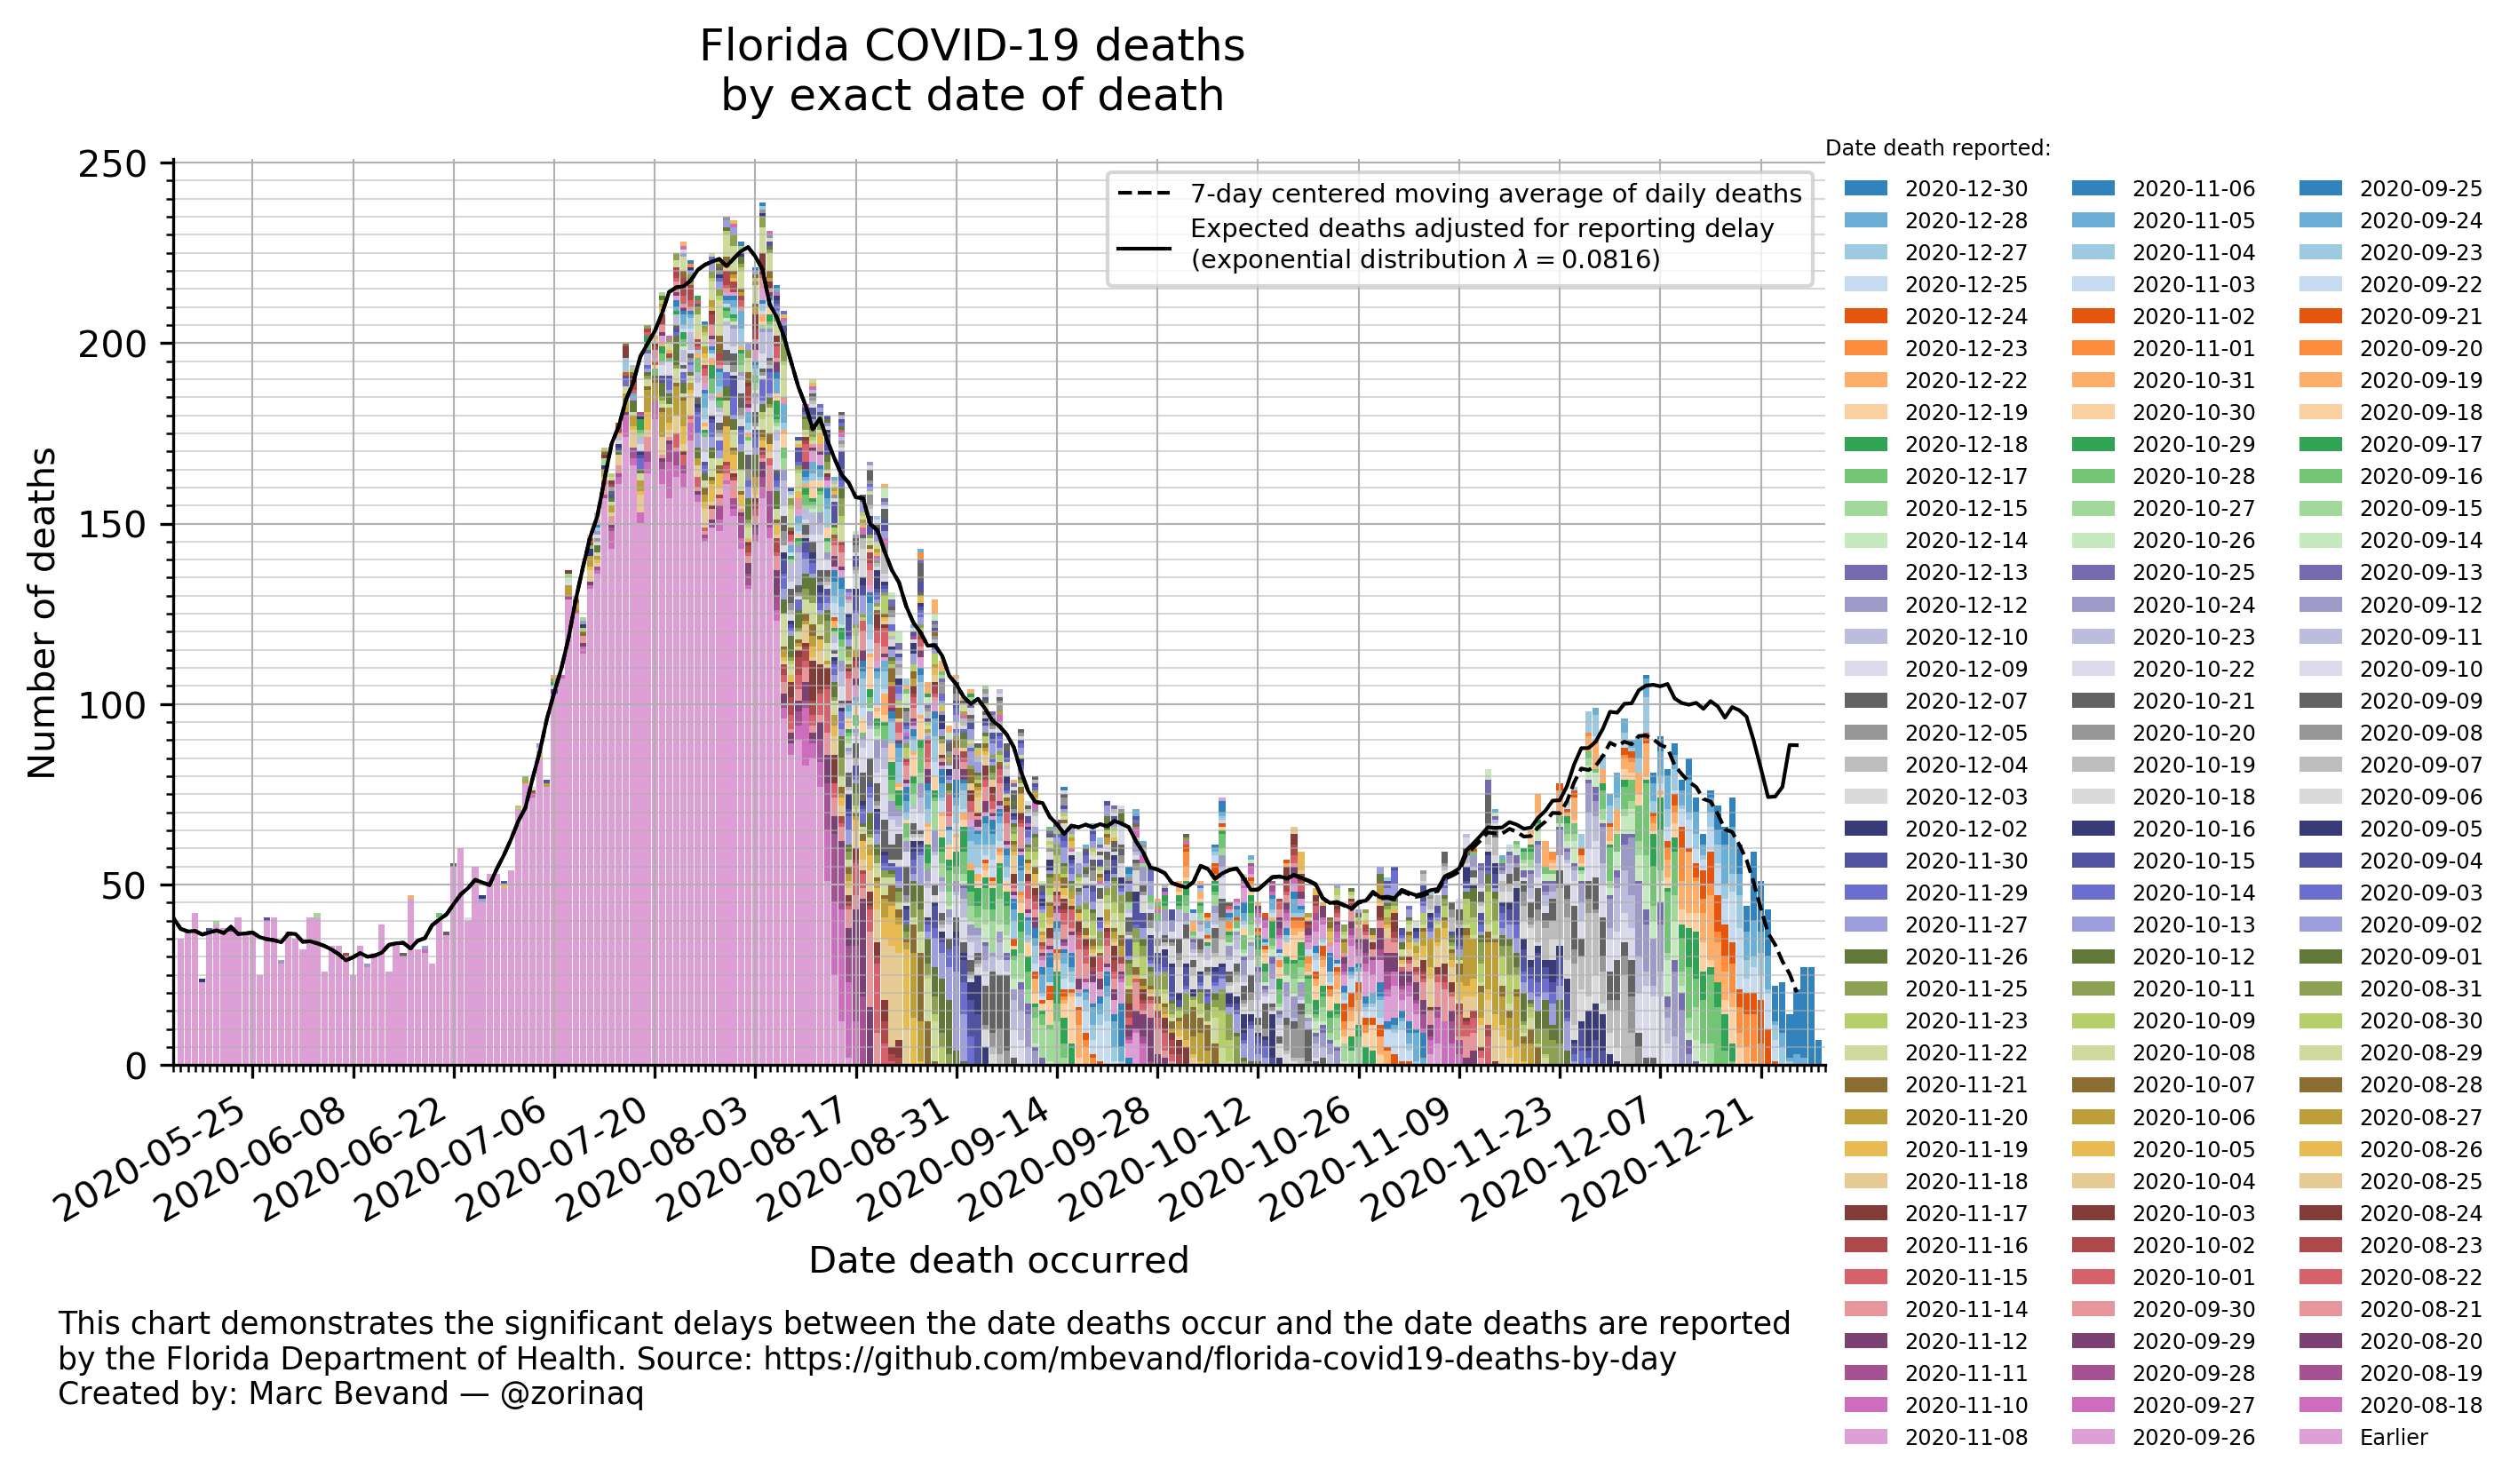 Florida COVID-19 deaths
by exact date of death
Number of deaths
250
200
150
100
50
0
7-day centered moving average of daily deaths
Expected deaths adjusted for reporting delay
(exponential distribution λ = 0.0816)
2020-05-25
2020-06-08
2020-06-22
2020-07-06
2020-07-20
2020-08-03
2020-08-17
2020-08-31
2020-09-14
2020-09-28
2020-10-12
2020-10-26
2020-11-09
2020-11-23
2020-12-07
2020-12-21
Date death occurred
Date death reported:
2020-12-30 2020-11-06 2020-09-25
2020-12-28 2020-11-05 2020-09-24
2020-12-27 2020-11-04 2020-09-23
2020-12-25 2020-11-03 2020-09-22
2020-12-24 2020-11-02 2020-09-21
2020-12-23 2020-11-01 2020-09-20
2020-12-22 2020-10-31 2020-09-19
2020-12-19 2020-10-30 2020-09-18
2020-12-18 2020-10-29 2020-09-17
2020-12-17 2020-10-28 2020-09-16
2020-12-15 2020-10-27 2020-09-15
2020-12-14 2020-10-26 2020-09-14
2020-12-13 2020-10-25 2020-09-13
2020-12-12 2020-10-24 2020-09-12
2020-12-10 2020-10-23 2020-09-11
2020-12-09 2020-10-22 2020-09-10
2020-12-07 2020-10-21 2020-09-09
2020-12-05 2020-10-20 2020-09-08
2020-12-04 2020-10-19 2020-09-07
2020-12-03 2020-10-18 2020-09-06
2020-12-02 2020-10-16 2020-09-05
2020-11-30 2020-10-15 2020-09-04
2020-11-29 2020-10-14 2020-09-03
2020-11-27 2020-10-13 2020-09-02
2020-11-26 2020-10-12 2020-09-01
2020-11-25 2020-10-11 2020-08-31
2020-11-23 2020-10-09 2020-08-30
2020-11-22 2020-10-08 2020-08-29
2020-11-21 2020-10-07 2020-08-28
2020-11-20 2020-10-06 2020-08-27
2020-11-19 2020-10-05 2020-08-26
2020-11-18 2020-10-04 2020-08-25
2020-11-17 2020-10-03 2020-08-24
2020-11-16 2020-10-02 2020-08-23
2020-11-15 2020-10-01 2020-08-22
2020-11-14 2020-09-30 2020-08-21
2020-11-12 2020-09-29 2020-08-20
2020-11-11 2020-09-28 2020-08-19
2020-11-10 2020-09-27 2020-08-18
2020-11-08 2020-09-26 Earlier
This chart demonstrates the significant delays between the date deaths occur and the date deaths are reported
by the Florida Department of Health. Source: https://github.com/mbevand/florida-covid19-deaths-by-day
Created by: Marc Bevand — @zorinaq